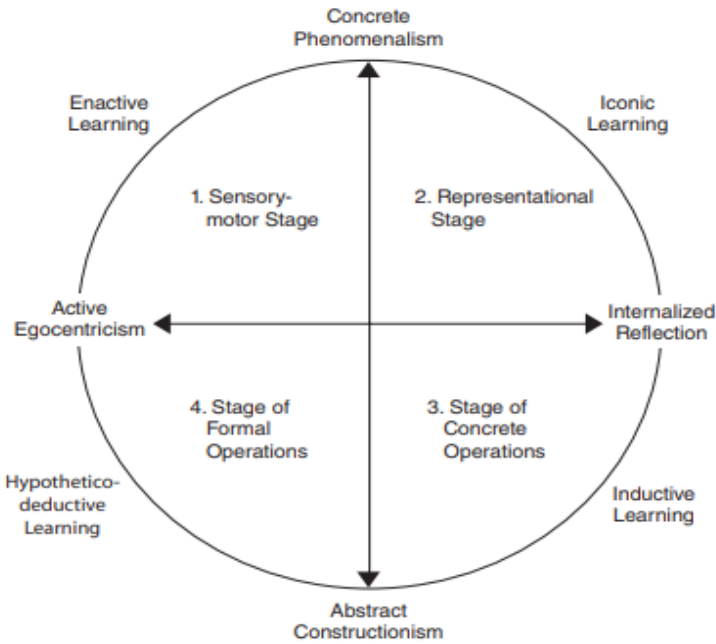 Concrete
Phenomenalism
Enactive
Learning
Iconic
Learning
1. Sensory-
motor Stage
2. Representational
Stage
Active
Egocentricism
Internalized
Reflection
4. Stage of
Formal
Operations
3. Stage of
Concrete
Operations
Hypothetico-
deductive
Learning
Inductive
Learning
Abstract
Constructionism